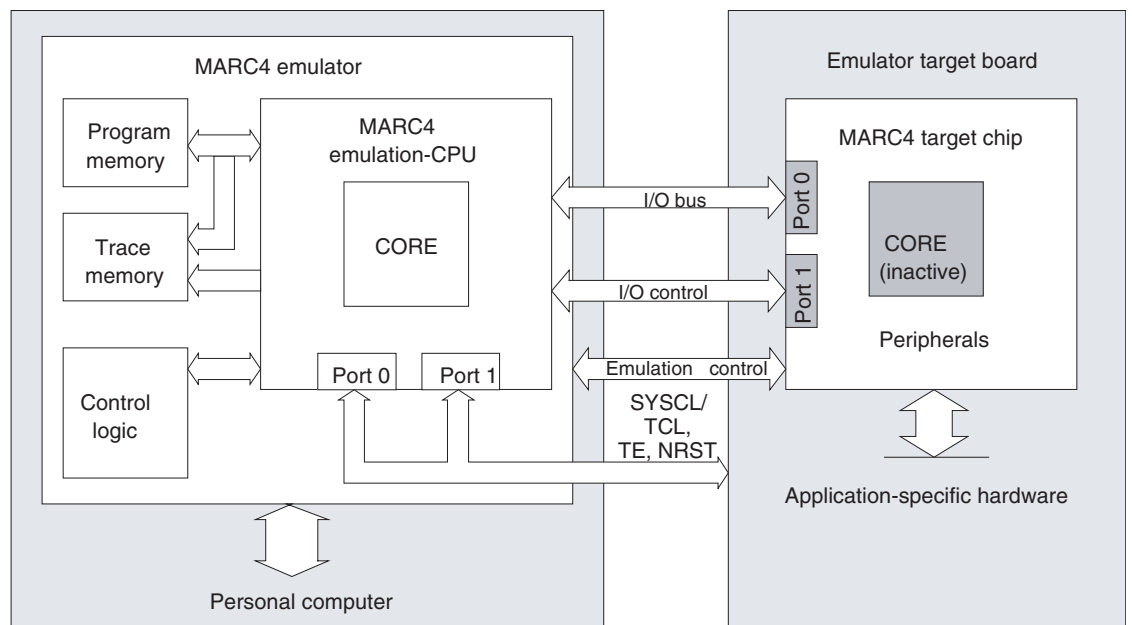 MARC4 emulator
Program
memory
Trace
memory
Control
logic
MARC4
emulation-CPU
CORE
Port 0
Port 1
Personal computer
I/O bus
I/O control
Emulation control
SYSCL/
TCL,
TE, NRST
Emulator target board
MARC4 target chip
Port 0
Port 1
CORE
(inactive)
Peripherals
Application-specific hardware